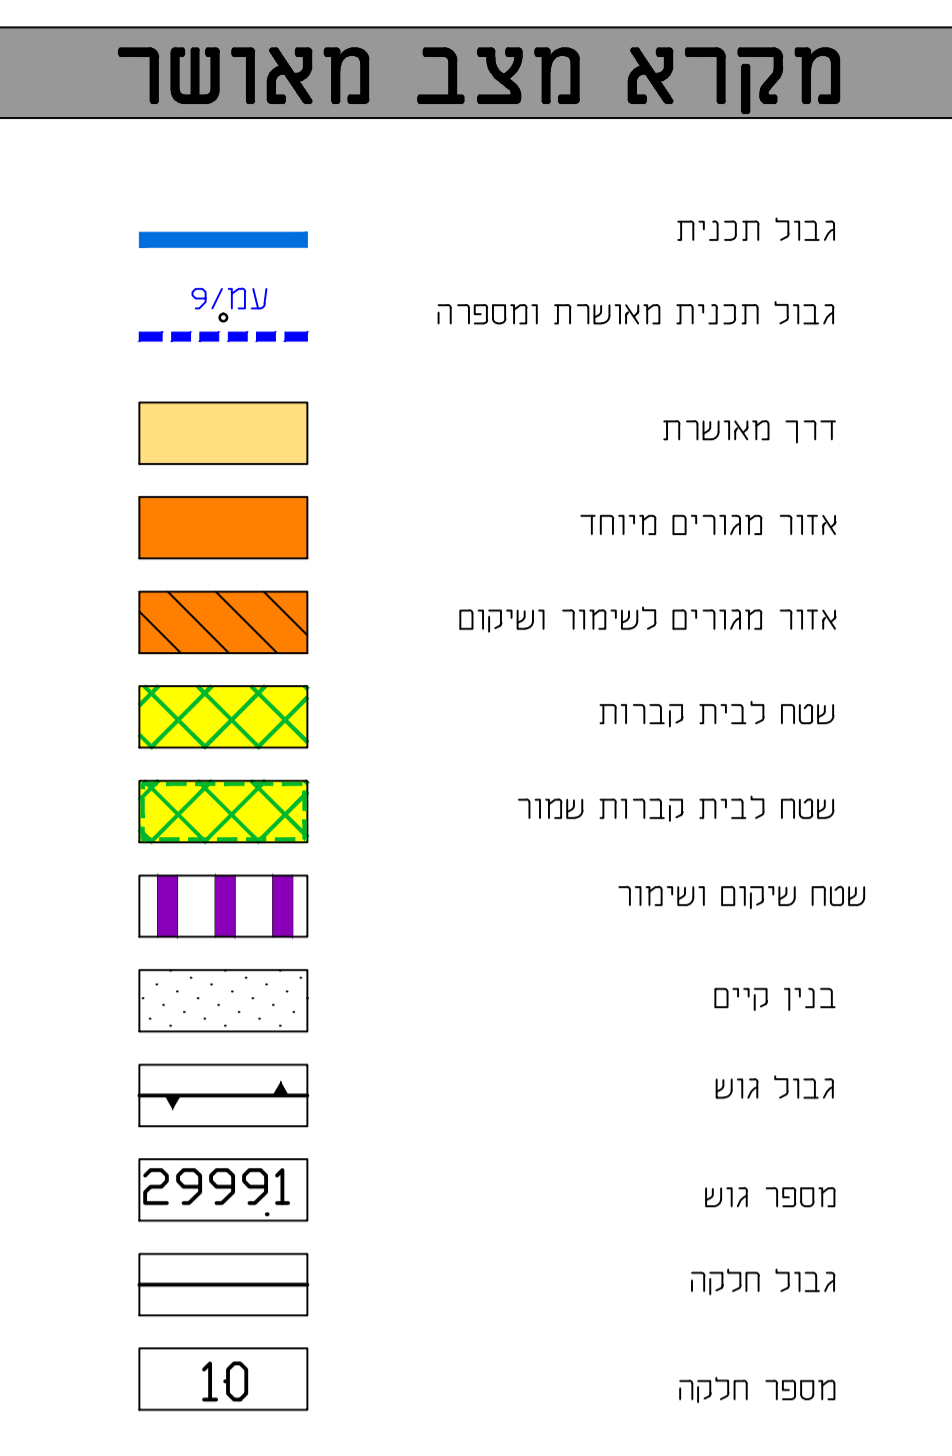 מקרא מצב מאושר
גבול תכנית
עמ/9
גבול תכנית מאושרת ומספרה
דרך מאושרת
אזור מגורים מיוחד
אזור מגורים לשימור ושיקום
שטח לבית קברות
שטח לבית קברות שמור
שטח שיקום ושימור
בנין קיים
גבול גוש
מספר גוש
29991
גבול חלקה
מספר חלקה
10